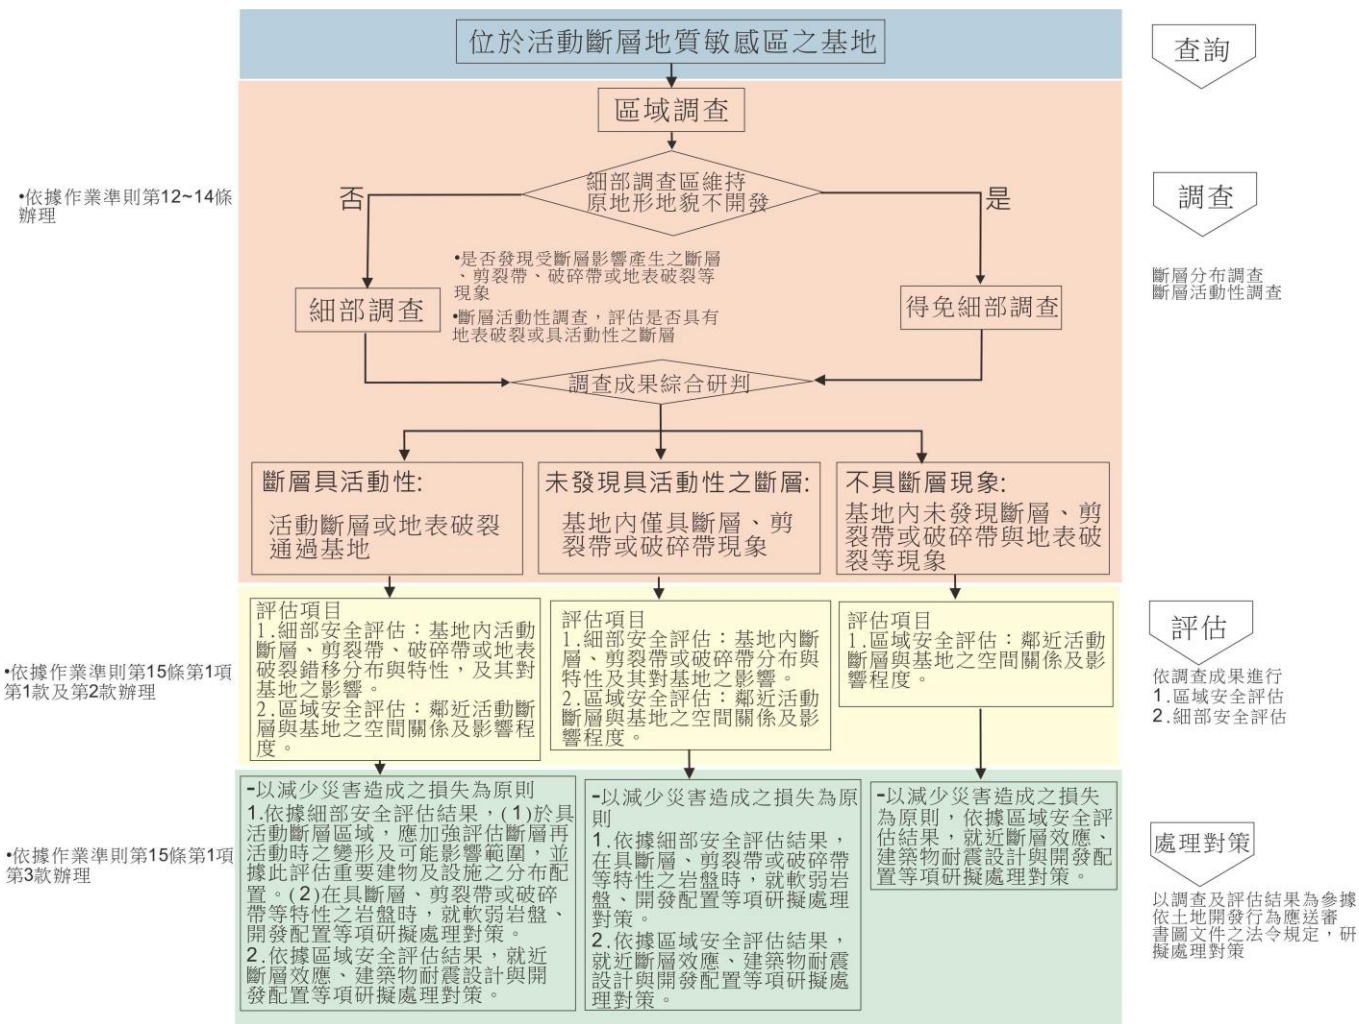 位於活動斷層地質敏感區之基地
查詢
區域調查
•依據作業準則第12~14條
辦理
細部調查區維持
原地形地貌不開發
否
是
調查
斷層分布調查
斷層活動性調查
•是否發現受斷層影響產生之斷層
、剪裂帶、破碎帶或地表破裂等
現象
•斷層活動性調查，評估是否具有
地表破裂或具活動性之斷層
細部調查
得免細部調查
調查成果綜合研判
斷層具活動性:
活動斷層或地表破裂
通過基地
未發現具活動性之斷層:
基地內僅具斷層、剪
裂帶或破碎帶現象
不具斷層現象:
基地內未發現斷層、剪
裂帶或破碎帶與地表破
裂等現象
•依據作業準則第15條第1項
第1款及第2款辦理
評估項目
1.細部安全評估：基地內活動
斷層、剪裂帶、破碎帶或地表
破裂錯移分布與特性，及其對
基地之影響。
2.區域安全評估：鄰近活動斷
層與基地之空間關係及影響程
度。
評估項目
1.細部安全評估：基地內斷
層、剪裂帶或破碎帶分布與
特性及其對基地之影響。
2.區域安全評估：鄰近活動
斷層與基地之空間關係及影
響程度。
評估項目
1.區域安全評估：鄰近活動
斷層與基地之空間關係及影
響程度。
評估
依調查成果進行
1.區域安全評估
2.細部安全評估
•依據作業準則第15條第1項
第3款辦理
-以減少災害造成之損失為原則
1.依據細部安全評估結果，(1)於具
活動斷層區域，應加強評估斷層再
活動時之變形及可能影響範圍，並
據此評估重要建物及設施之分布配
置。(2)在具斷層、剪裂帶或破碎
帶等特性之岩盤時，就軟弱岩盤、
開發配置等項研擬處理對策。
2.依據區域安全評估結果，就近
斷層效應、建築物耐震設計與開
發配置等項研擬處理對策。
-以減少災害造成之損失為原
則
1.依據細部安全評估結果，
在具斷層、剪裂帶或破碎帶
等特性之岩盤時，就軟弱岩
盤、開發配置等項研擬處理
對策。
2.依據區域安全評估結果，
就近斷層效應、建築物耐震
設計與開發配置等項研擬處
理對策。
-以減少災害造成之損失
為原則，依據區域安全評
估結果，就近斷層效應、
建築物耐震設計與開發配
置等項研擬處理對策。
處理對策
以調查及評估結果為參據
依土地開發行為應送審
書圖文件之法令規定，研
擬處理對策